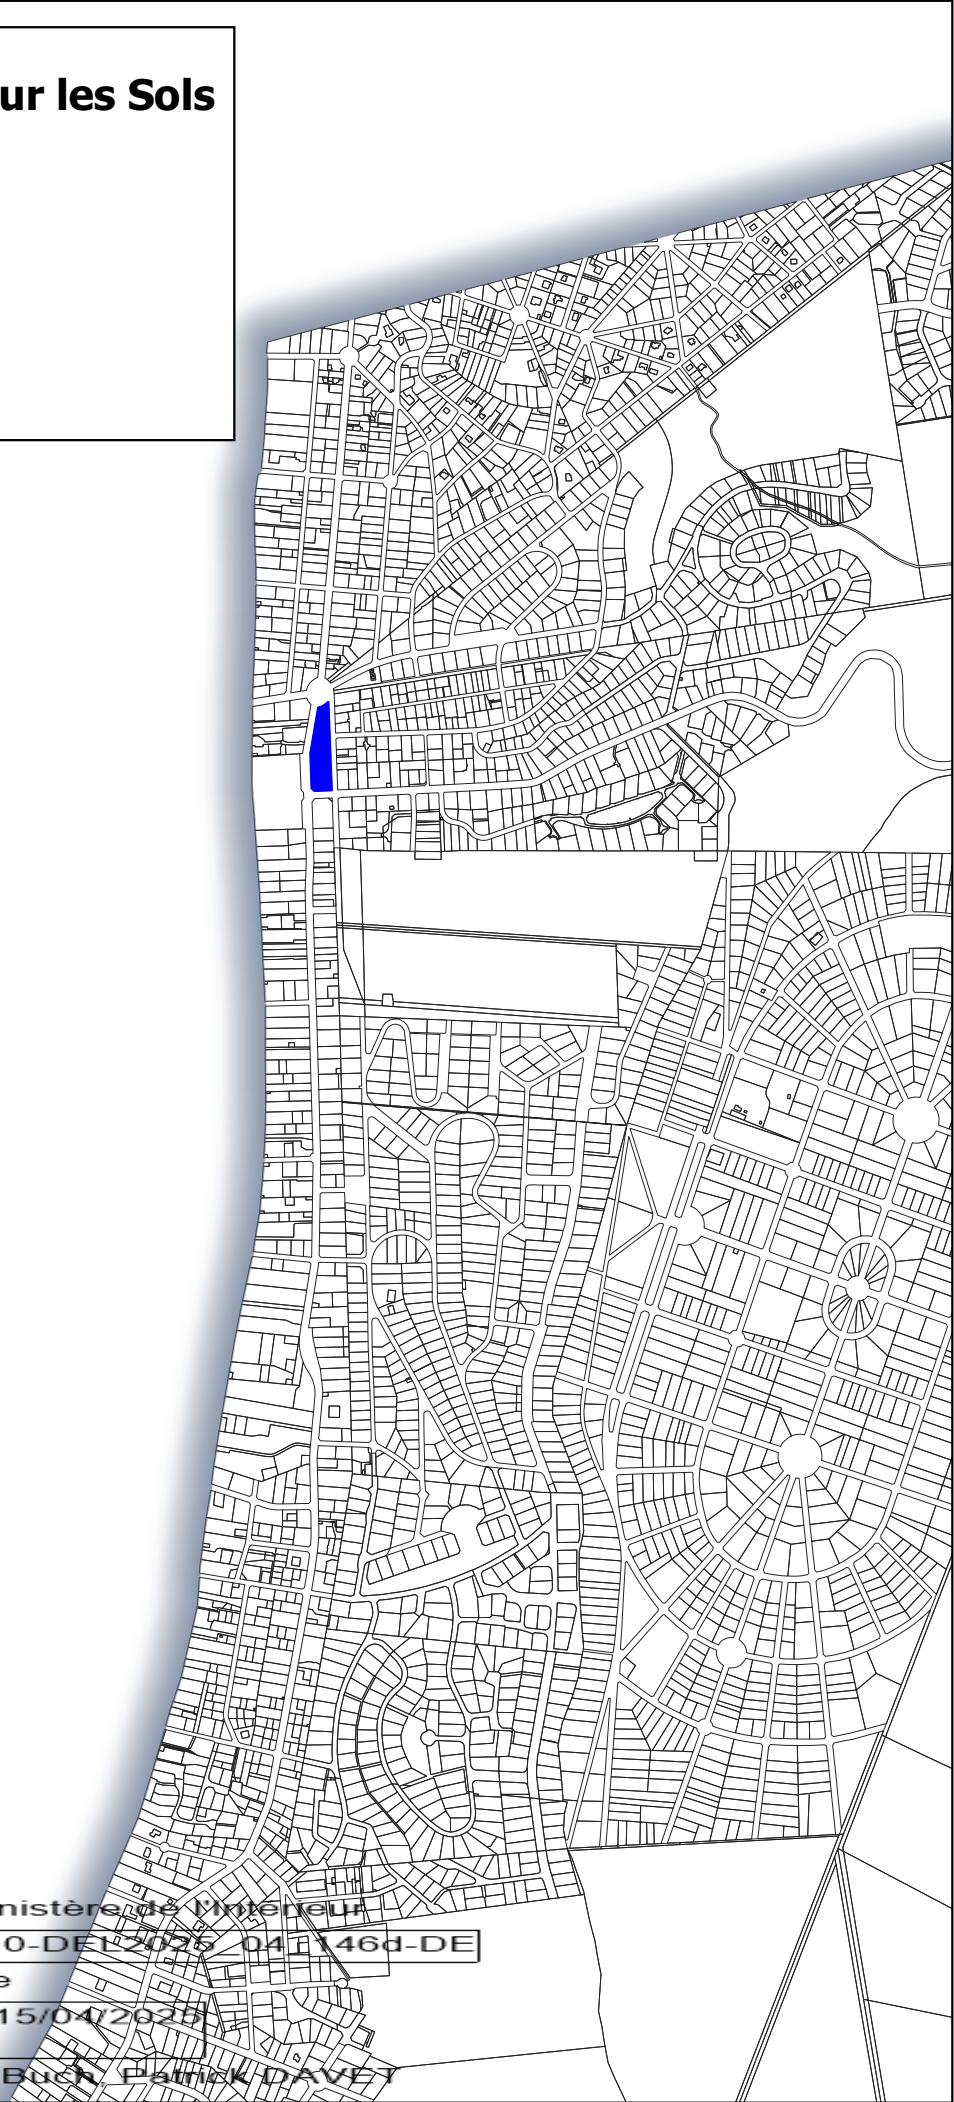 ur les Sols
nistère de l'Intérieur
0-DEL2025_04_146d-DE
e
15/04/2025
Buch, Patrick DAVET